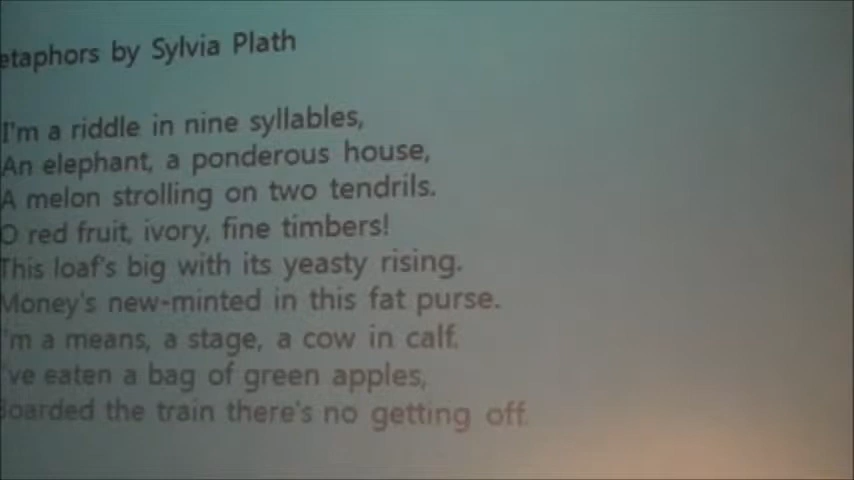 etaphors by Sylvia Plath
I'm a riddle in nine syllables,
An elephant, a ponderous house,
A melon strolling on two tendrils.
O red fruit, ivory, fine timbers!
This loaf's big with its yeasty rising.
Money's new-minted in this fat purse.
I'm a means, a stage, a cow in calf.
I've eaten a bag of green apples,
Boarded the train there's no getting off.